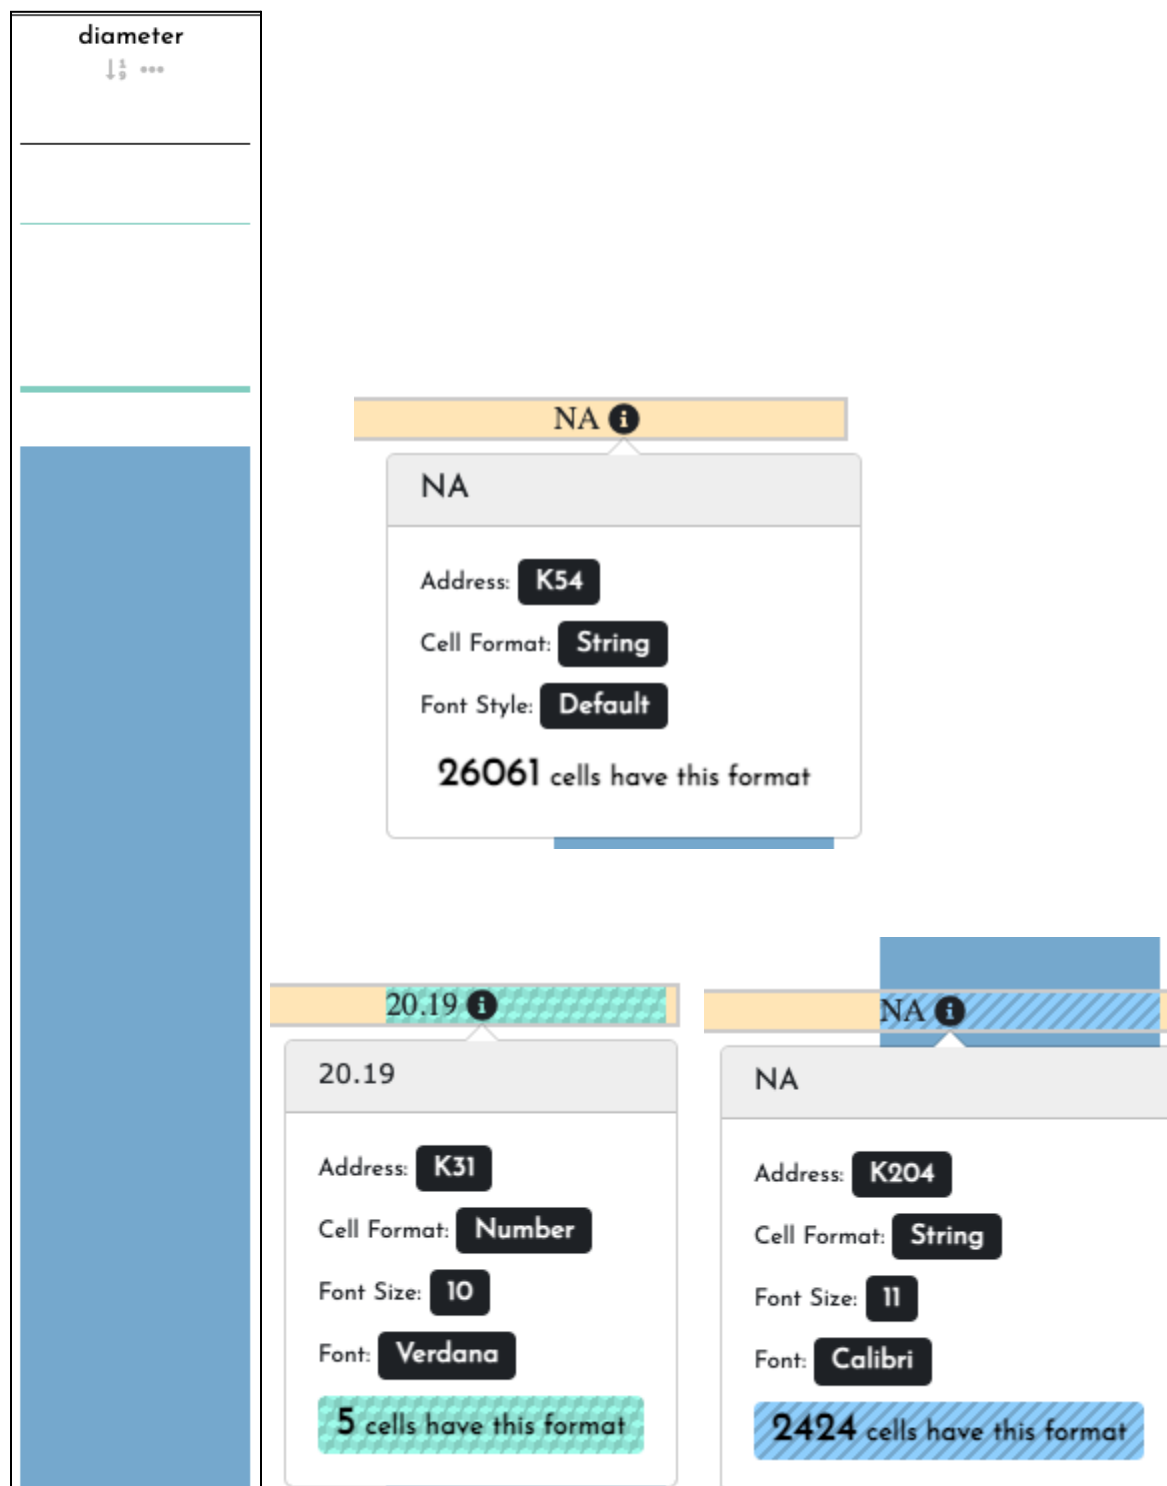 diameter
1
9
NA
NA
Address: K54
Cell Format: String
Font Style: Default
26061 cells have this format
20.19
20.19
Address: K31
Cell Format: Number
Font Size: 10
Font: Verdana
5 cells have this format
NA
NA
Address: K204
Cell Format: String
Font Size: 11
Font: Calibri
2424 cells have this format